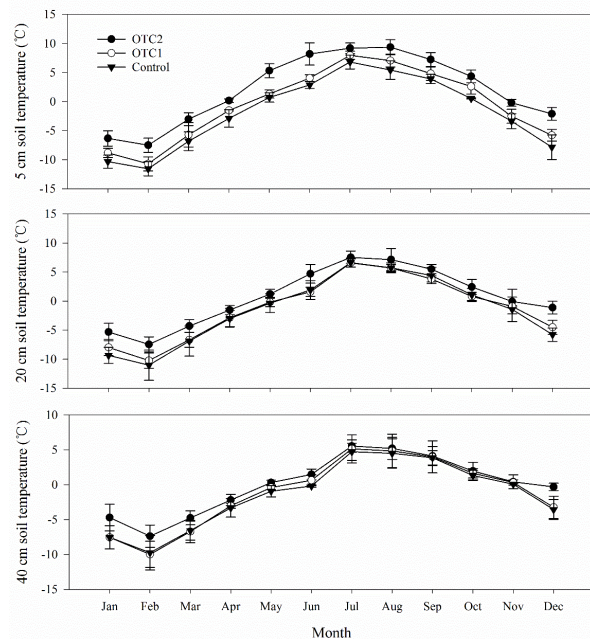 15
10
5
0
-5
-10
-15
5 cm soil temperature (℃)
OTC2
OTC1
Control
15
10
5
0
-5
-10
-15
20 cm soil temperature (℃)
10
5
0
-5
-10
-15
40 cm soil temperature (℃)
Jan Feb Mar Apr May Jun Jul Aug Sep Oct Nov Dec
Month